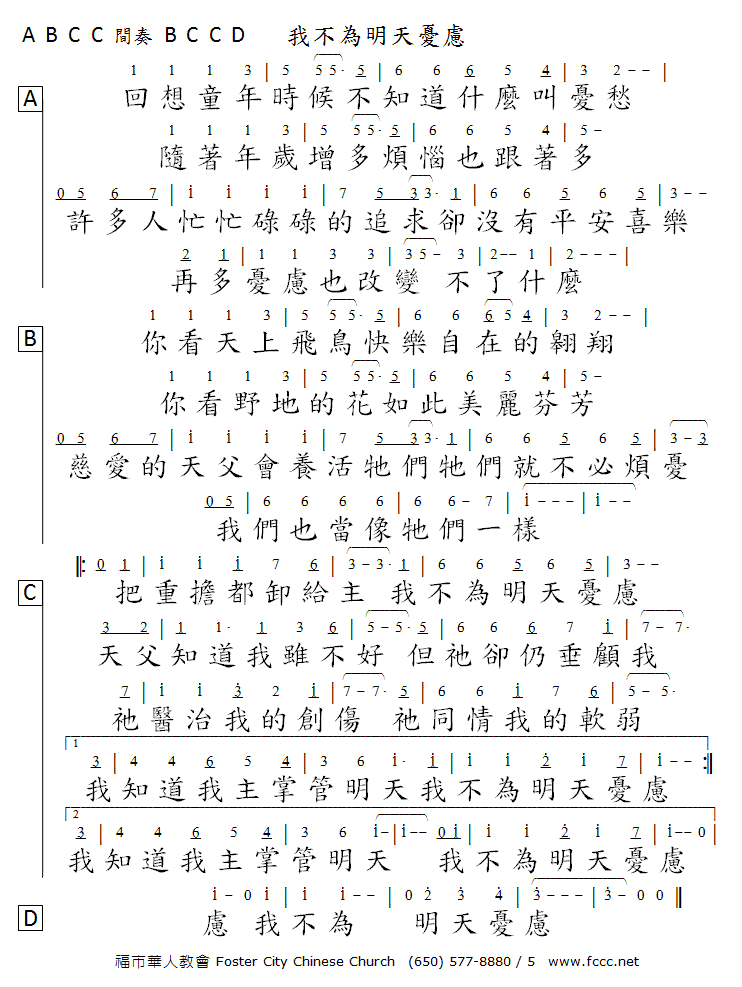 A B C C 間奏 B C C D 我不為明天憂慮
1 1 1 3 | 5 5 5· 5 | 6 6 6 5 4 | 3 2 - - |
A 回想童年時候不知道什麼叫憂愁
1 1 1 3 | 5 5 5· 5 | 6 6 6 4 | 5 -
隨著年歲增多煩惱也跟著多
0 5 6 7 | i i i i | 7 5 3 3· 1 | 6 6 5 6 5 | 3 - -
許多人忙忙碌碌的追求卻沒有平安喜樂
2 1 | 1 1 3 3 | 3 5 - 3 | 2 - - 1 | 2 - - - |
再多憂慮也改變 不了什麼
1 1 1 3 | 5 5 5· 5 | 6 6 6 5 4 | 3 2 - - |
B 你看天上飛鳥快樂自在的翱翔
1 1 1 3 | 5 5 5· 5 | 6 6 5 4 | 5 -
你看野地的花如此美麗芬芳
0 5 6 7 | i i i i | 7 5 3 3· 1 | 6 6 5 6 5 | 3 - 3
慈愛的天父會養活牠們牠們就不必煩憂
0 5 | 6 6 6 6 | 6 6 - 7 | i - - - | i - -
我們也當像牠們一樣
‖: 0 1 | i i i 7 6 | 3 - 3· 1 | 6 6 5 6 5 | 3 - -
C 把重擔都卸給主 我不為明天憂慮
3 2 | 1 1· 1 3 6 | 5 - 5· 5 | 6 6 6 7 i | 7 - 7·
天父知道我雖不好 但祂卻仍垂顧我
7 | i i 3 2 i | 7 - 7· 5 | 6 6 i 7 6 | 5 - 5·
祂醫治我的創傷 祂同情我的軟弱
1
3 | 4 4 6 5 4 | 3 6 i · i | i i 2 i 7 | i - - :‖
我知道我主掌管明天我不為明天憂慮
2
3 | 4 4 6 5 4 | 3 6 i - | i - - 0 i | i i 2 i 7 | i - - 0 |
我知道我主掌管明天 我不為明天憂慮
i - 0 i | i i - - | 0 2 3 4 | 3 - - - | 3 - 0 0 ‖
D 慮 我不為 明天憂慮
福市華人教會 Foster City Chinese Church (650) 577-8880 / 5 www.fccc.net